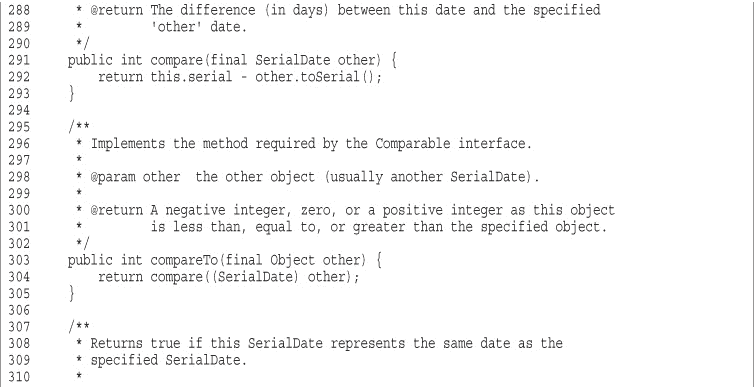 288        * @return The difference (in days) between this date and the specified
289        *         'other' date.
290        */
291       public int compare(final SerialDate other) {
292           return this.serial - other.toSerial();
293       }
294
295       /**
296        * Implements the method required by the Comparable interface.
297        *
298        * @param other  the other object (usually another SerialDate).
299        *
300        * @return A negative integer, zero, or a positive integer as this object
301        *         is less than, equal to, or greater than the specified object.
302        */
303       public int compareTo(final Object other) {
304           return compare((SerialDate) other);
305       }
306
307       /**
308        * Returns true if this SerialDate represents the same date as the
309        * specified SerialDate.
310        *